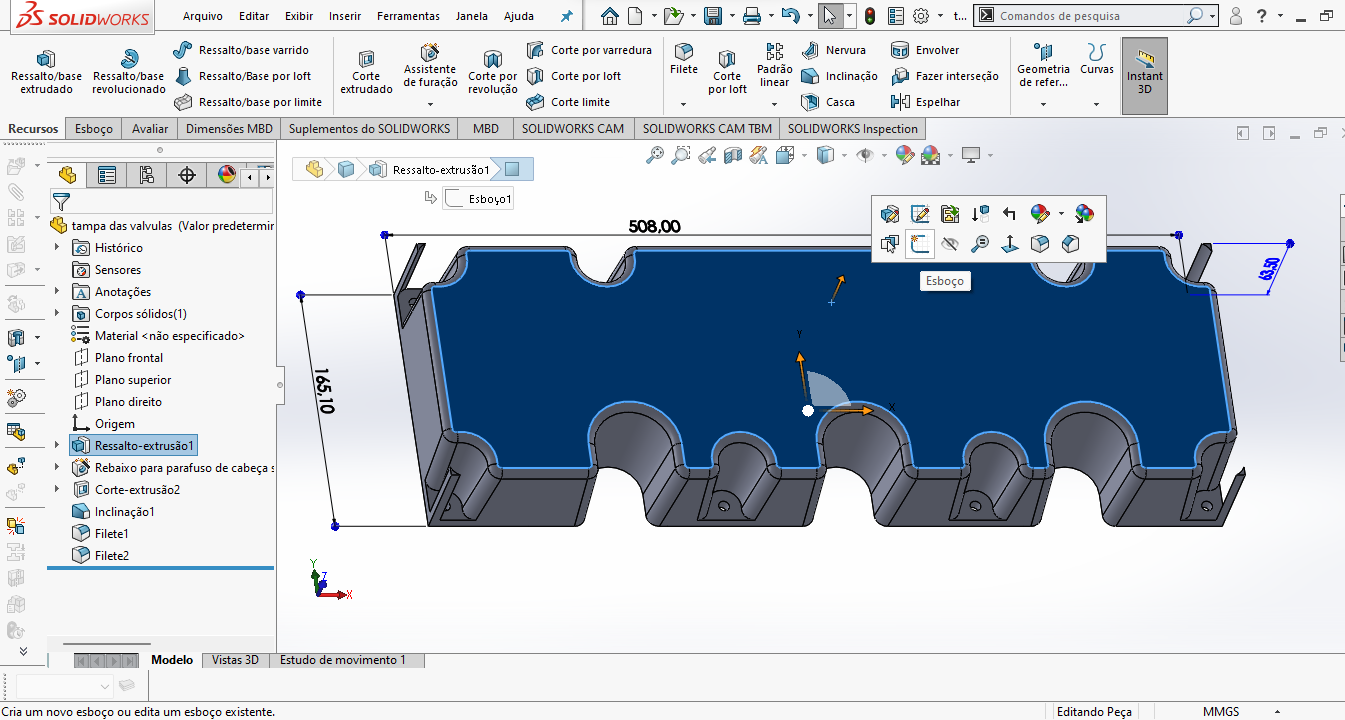 SOLIDWORKS
Arquivo Editar Exibir Inserir Ferramentas Janela Ajuda
t...
Comandos de pesquisa
?
Ressalto/base extrudado
Ressalto/base revolucionado
Ressalto/base varrido
Ressalto/Base por loft
Ressalto/base por limite
Corte extrudado
Assistente de furação
Corte por revolução
Corte por varredura
Corte por loft
Corte limite
Filete
Corte por loft
Padrão linear
Nervura
Inclinação
Casca
Envolver
Fazer interseção
Espelhar
Geometria de refer...
Curvas
Instant 3D
Recursos Esboço Avaliar Dimensões MBD Suplementos do SOLIDWORKS MBD SOLIDWORKS CAM SOLIDWORKS CAM TBM SOLIDWORKS Inspection
Ressalto-extrusão1
Esboço1
tampa das valvulas (Valor predetermir
Histórico
Sensores
Anotações
Corpos sólidos(1)
Material <não especificado>
Plano frontal
Plano superior
Plano direito
Origem
Ressalto-extrusão1
Rebaixo para parafuso de cabeça s
Corte-extrusão2
Inclinação1
Filete1
Filete2
508,00
63,50
165,10
Esboço
Y
X
Y
Z
X
Modelo Vistas 3D Estudo de movimento 1
Cria um novo esboço ou edita um esboço existente.
Editando Peça
MMGS